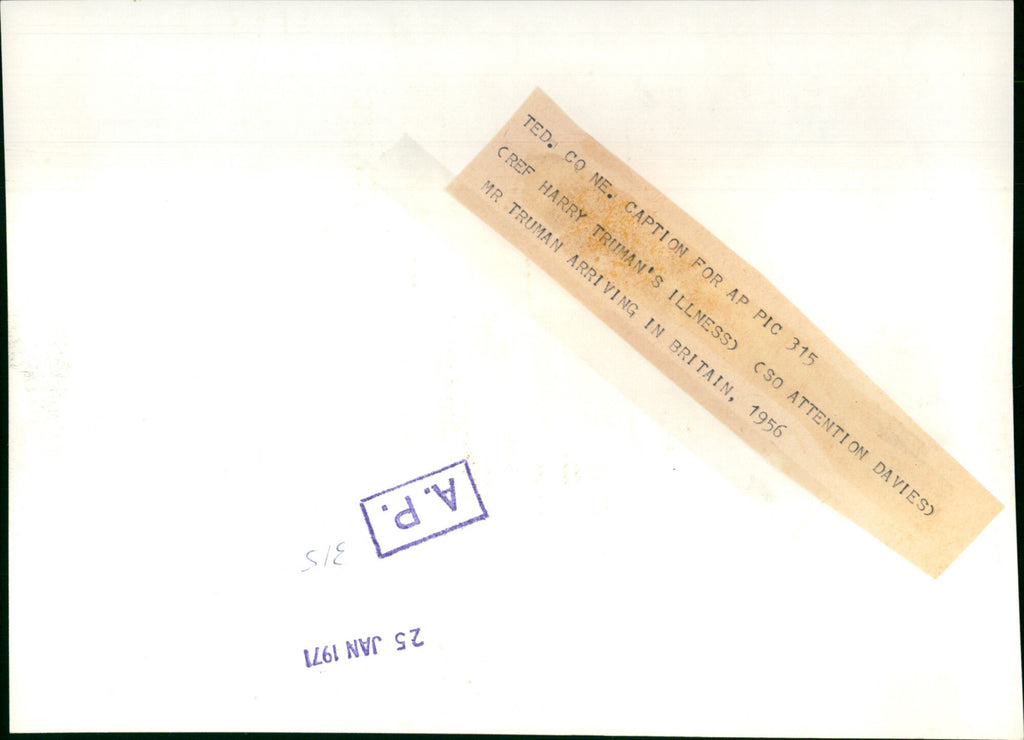 TED. CQ NE. CAPTION FOR AP PIC 315
(REF HARRY TRUMAN'S ILLNESS) (SO ATTENTION DAVIES)
MR TRUMAN ARRIVING IN BRITAIN, 1956
A.P.
315
25 JAN 1971